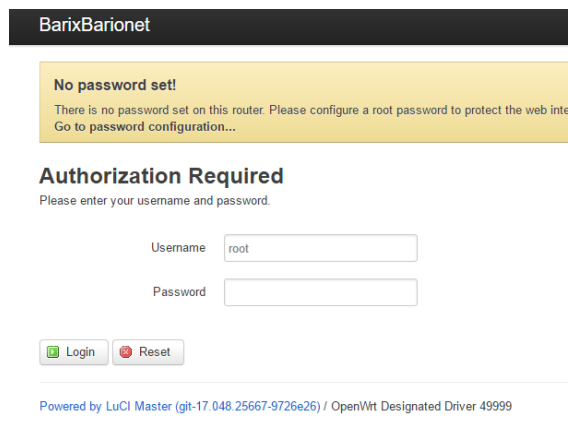 BarixBarionet
No password set!
There is no password set on this router. Please configure a root password to protect the web inte
Go to password configuration...
Authorization Required
Please enter your username and password.
Username root
Password
Login Reset
Powered by LuCI Master (git-17.048.25667-9726e26) / OpenWrt Designated Driver 49999